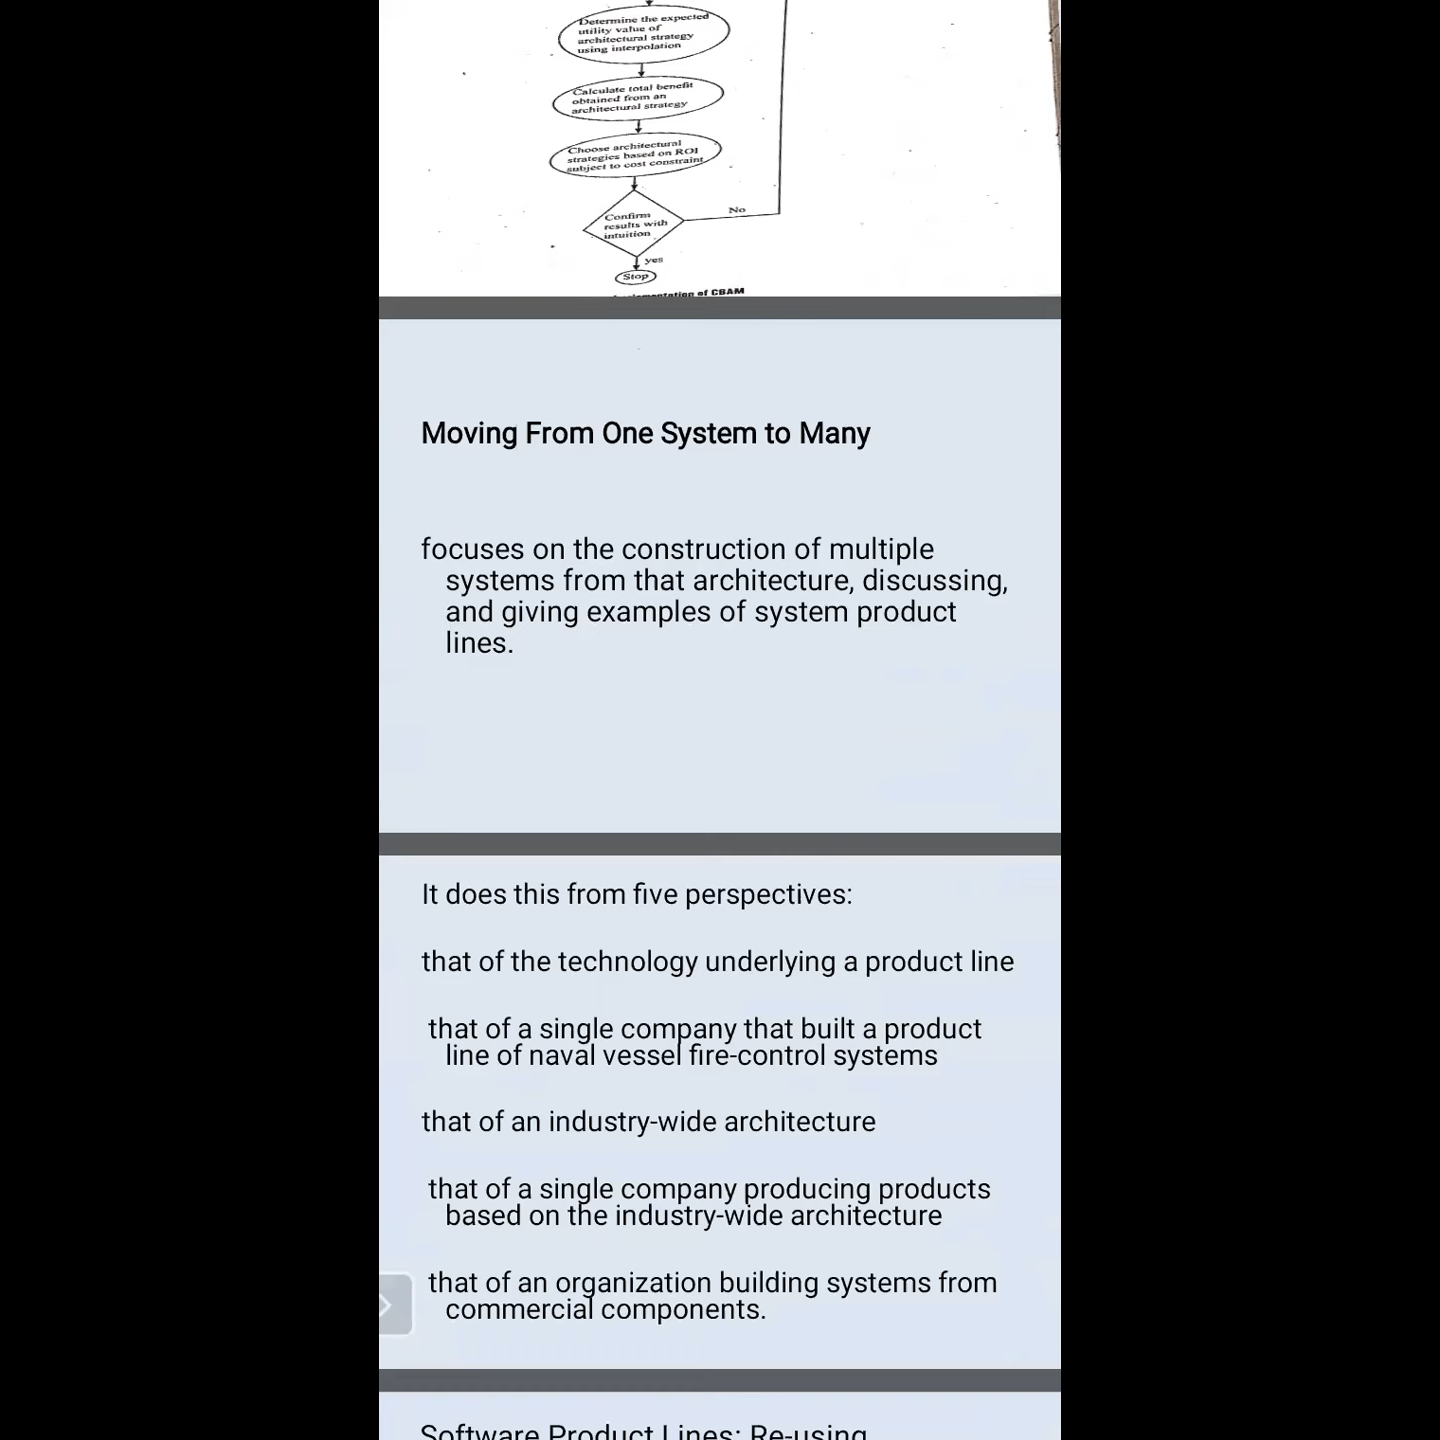 Determine the expected
utility value of
architectural strategy
using interpolation
Calculate total benefit
obtained from an
architectural strategy
Choose architectural
strategies based on ROI
subject to cost constraint
Confirm
results with
intuition
No
yes
Stop
of CBAM
Moving From One System to Many
focuses on the construction of multiple
systems from that architecture, discussing,
and giving examples of system product
lines.
It does this from five perspectives:
that of the technology underlying a product line
that of a single company that built a product
line of naval vessel fire-control systems
that of an industry-wide architecture
that of a single company producing products
based on the industry-wide architecture
that of an organization building systems from
commercial components.
Software Product Lines: Re-using